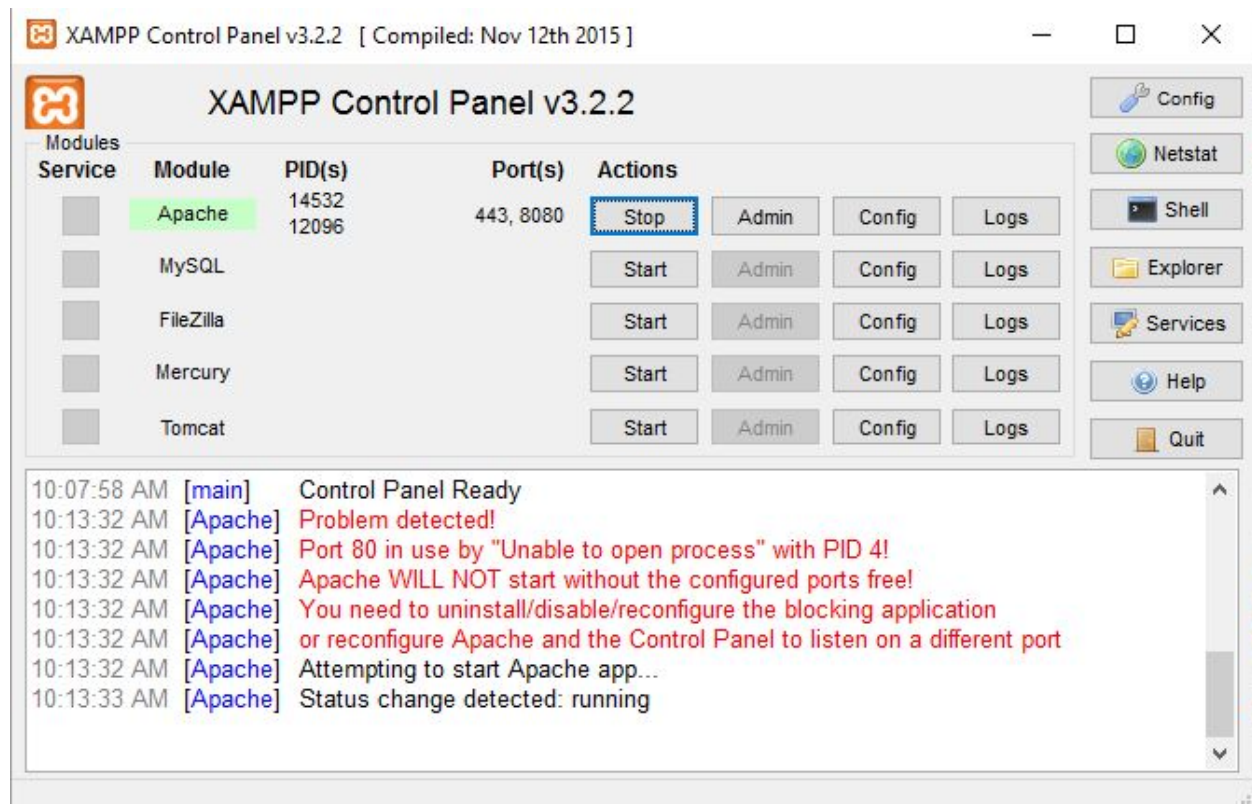 XAMPP Control Panel v3.2.2 [ Compiled: Nov 12th 2015 ]
XAMPP Control Panel v3.2.2
Config
Modules
Service Module PID(s) Port(s) Actions
Netstat
Apache 14532 12096 443, 8080 Stop Admin Config Logs
Shell
MySQL Start Admin Config Logs
Explorer
FileZilla Start Admin Config Logs
Services
Mercury Start Admin Config Logs
Help
Tomcat Start Admin Config Logs
Quit
10:07:58 AM [main] Control Panel Ready
10:13:32 AM [Apache] Problem detected!
10:13:32 AM [Apache] Port 80 in use by "Unable to open process" with PID 4!
10:13:32 AM [Apache] Apache WILL NOT start without the configured ports free!
10:13:32 AM [Apache] You need to uninstall/disable/reconfigure the blocking application
10:13:32 AM [Apache] or reconfigure Apache and the Control Panel to listen on a different port
10:13:32 AM [Apache] Attempting to start Apache app...
10:13:33 AM [Apache] Status change detected: running